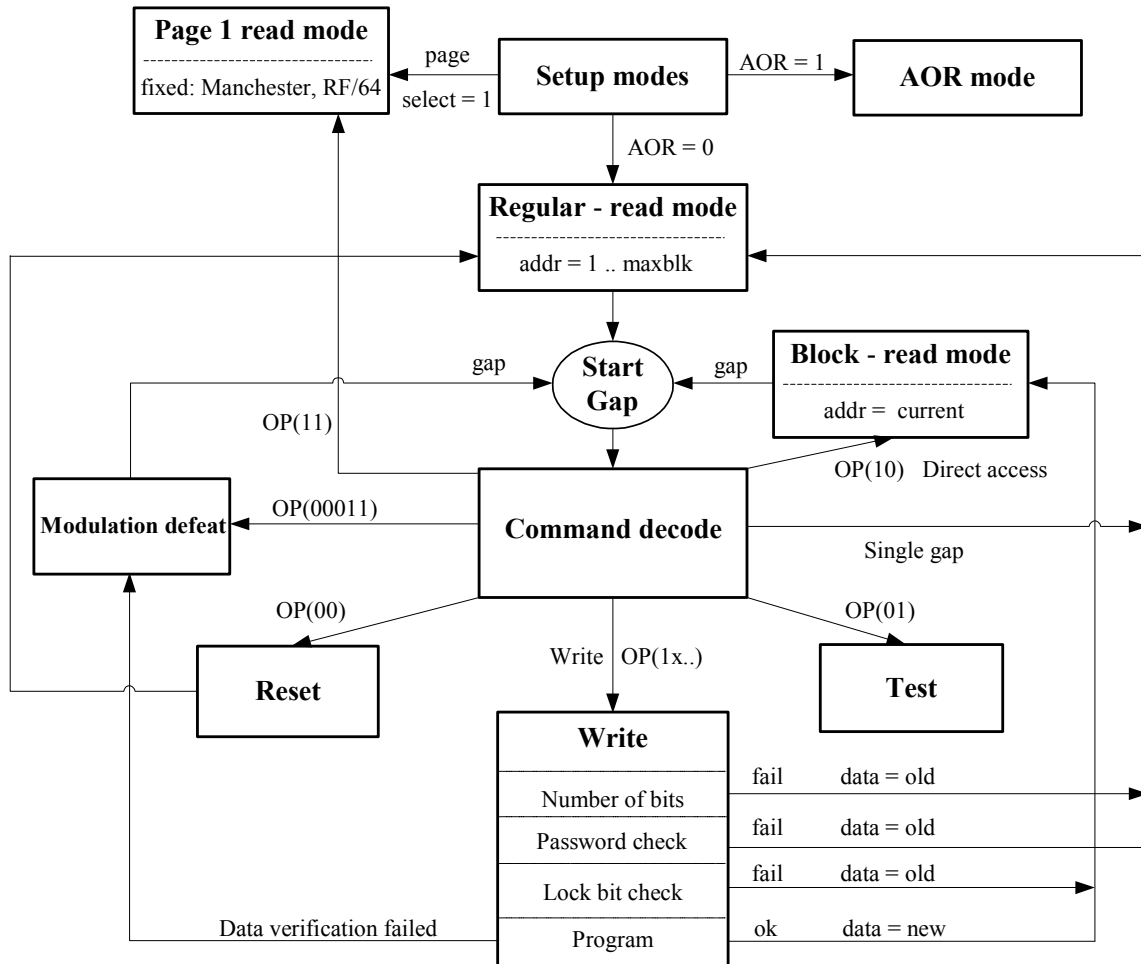 Page 1 read mode
fixed: Manchester, RF/64
page
select = 1
Setup modes
AOR = 1
AOR mode
AOR = 0
Regular - read mode
addr = 1 .. maxblk
gap
Start
Gap
gap
Block - read mode
addr = current
OP(11)
OP(10) Direct access
Modulation defeat
OP(00011)
Command decode
Single gap
OP(00)
OP(01)
Write OP(1x..)
Reset
Test
Write
Number of bits
fail data = old
Password check
fail data = old
Lock bit check
fail data = old
Data verification failed
Program
ok data = new